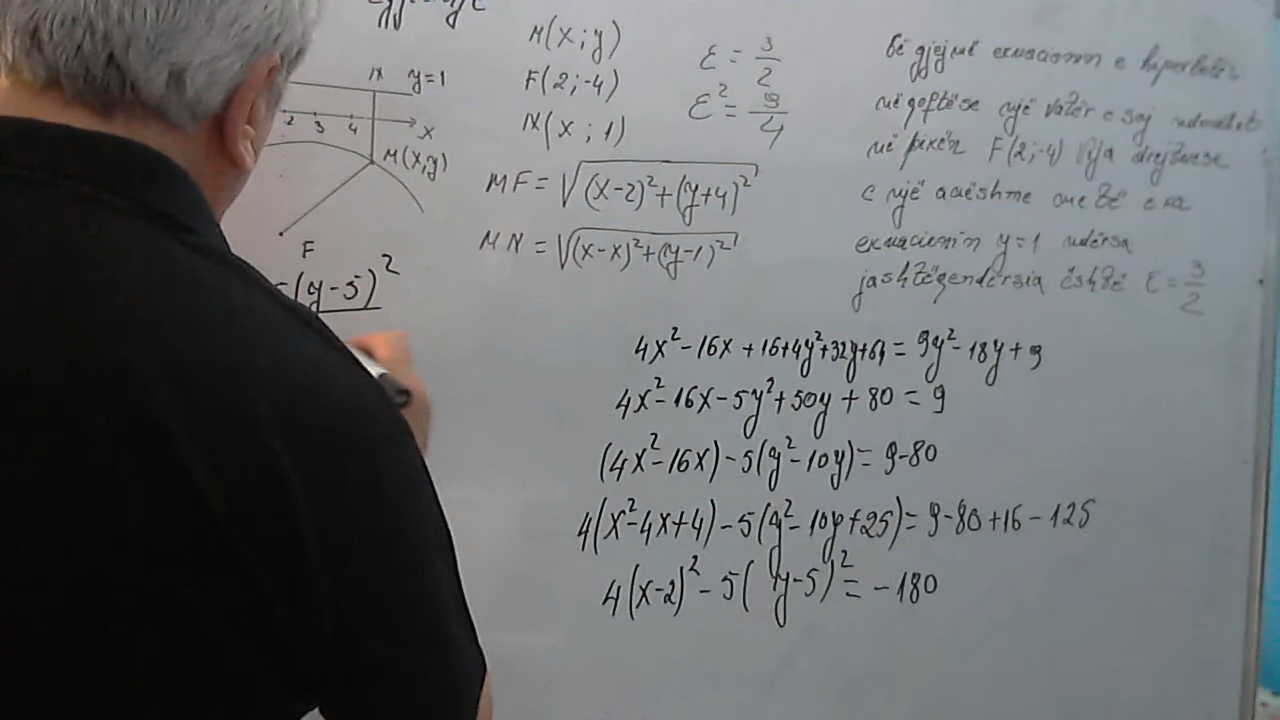 N y=1
2 3 4 x
M(x,y)
F
-(y-5)²
M(x;y)
F(2;-4)
N(x;1)
MF = √(x-2)²+(y+4)²
MN = √(x-x)²+(y-1)²
ε = 3/2
ε² = 9/4
të gjejmë ekuacionin e hiperbolës
në qoftëse një vatër e saj ndodhet
në pikën F(2;-4) Vija drejtuese
e një anëshme me të e ka
ekuacionin y=1 ndërsa
jashtëqendërsia është ε = 3/2
4x²-16x+16+4y²+32y+64=9y²-18y+9
4x²-16x-5y²+50y+80=9
(4x²-16x)-5(y²-10y)=9-80
4(x²-4x+4)-5(y²-10y+25)=9-80+16-125
4(x-2)²-5(y-5)²=-180